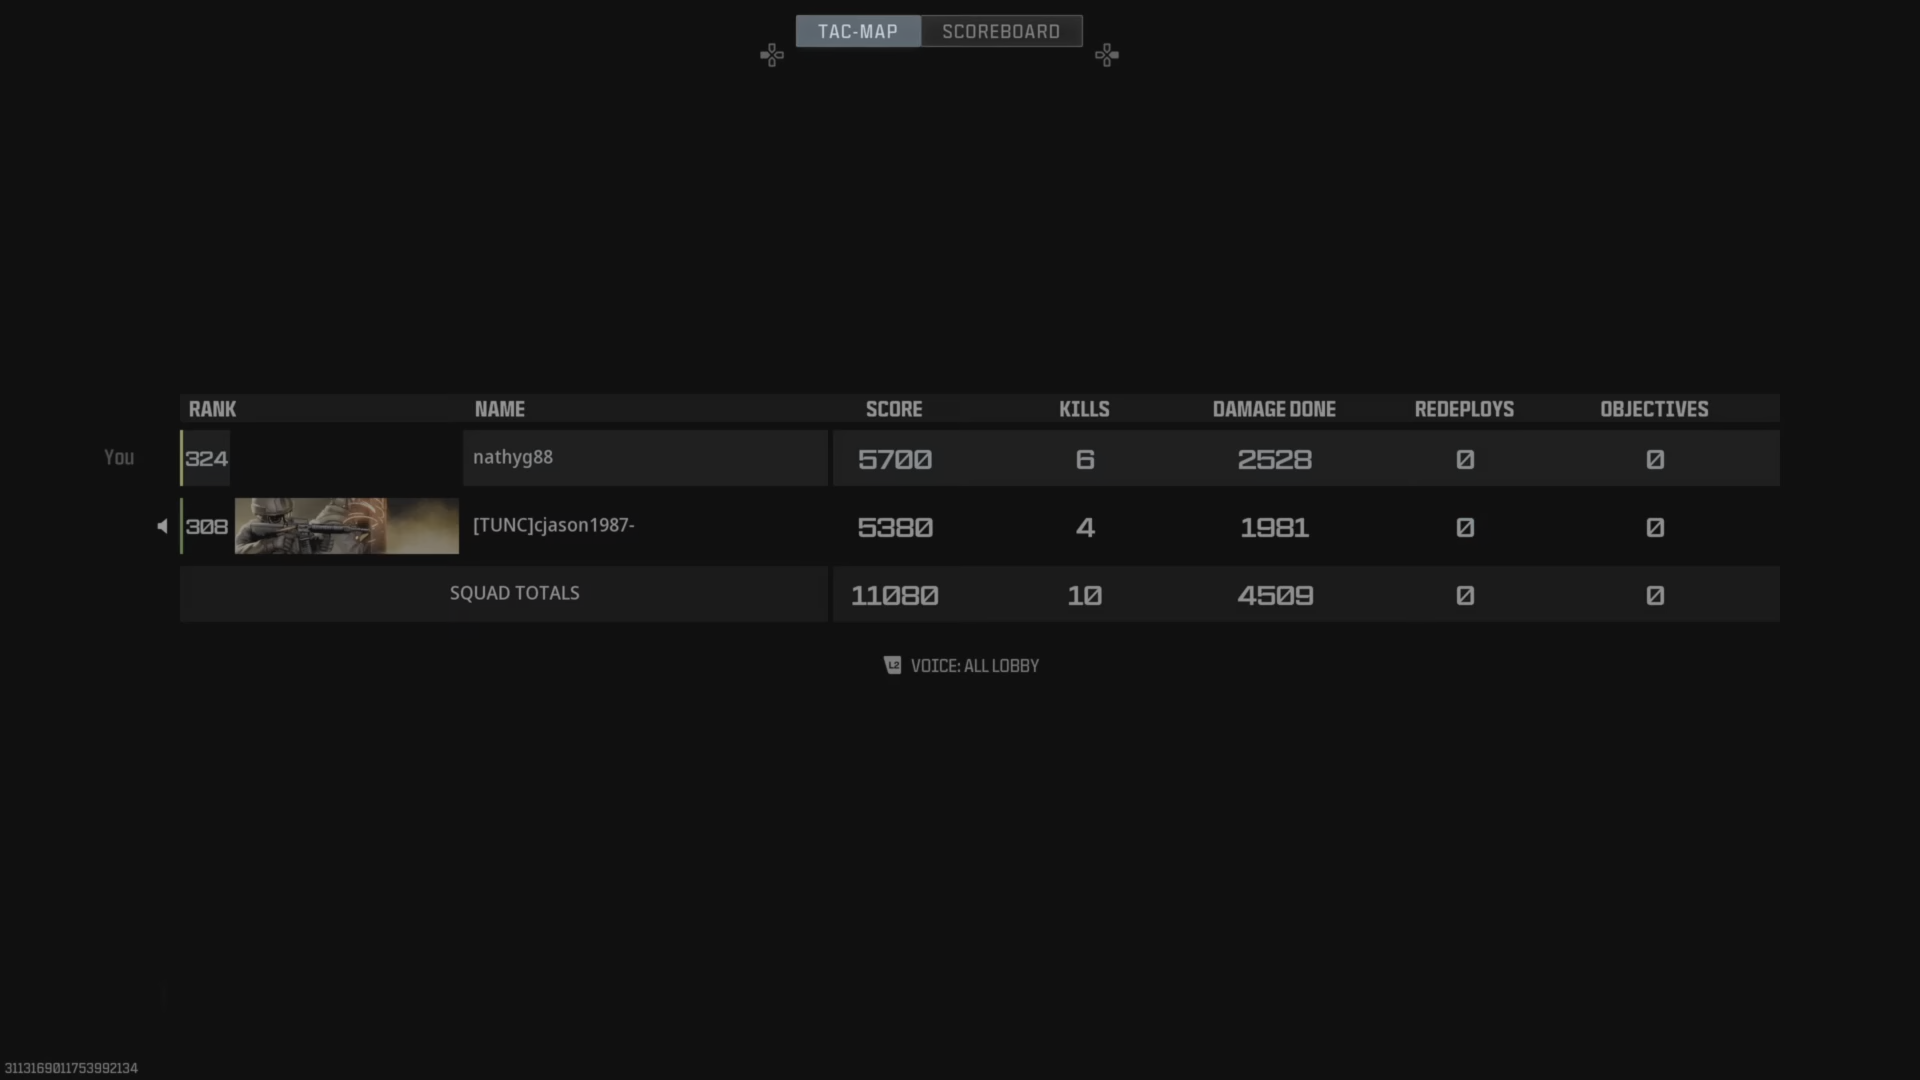 TAC-MAP SCOREBOARD
RANK NAME SCORE KILLS DAMAGE DONE REDEPLOYS OBJECTIVES
You 324 nathyg88 5700 6 2528 0 0
308 [TUNC]cjason1987- 5380 4 1981 0 0
SQUAD TOTALS 11080 10 4509 0 0
L2 VOICE: ALL LOBBY
3113169011753992134